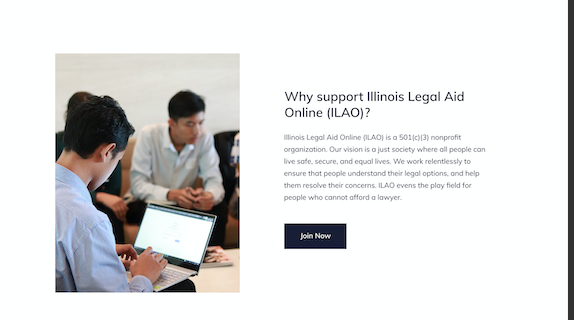 Why support Illinois Legal Aid
Online (ILAO)?
Illinois Legal Aid Online (ILAO) is a 501(c)(3) nonprofit
organization. Our vision is a just society where all people can
live safe, secure, and equal lives. We work relentlessly to
ensure that people understand their legal options, and help
them resolve their concerns. ILAO evens the play field for
people who cannot afford a lawyer.
Join Now